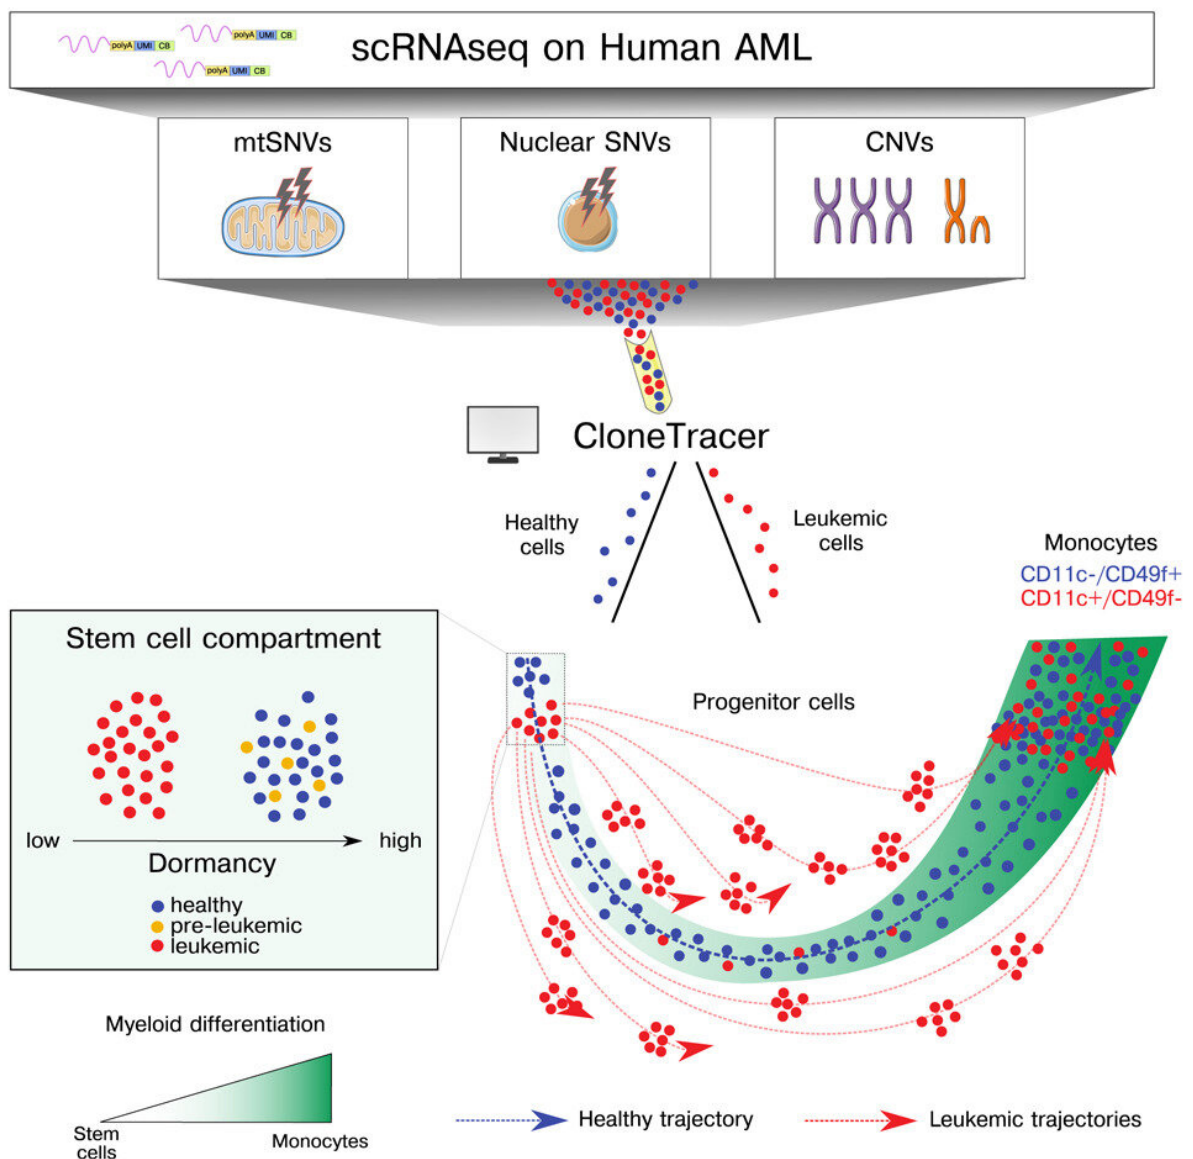 scRNAseq on Human AML
polyA UMI CB
polyA UMI CB
polyA UMI CB
mtSNVs
Nuclear SNVs
CNVs
CloneTracer
Healthy
cells
Leukemic
cells
Monocytes
CD11c-/CD49f+
CD11c+/CD49f-
Stem cell compartment
low
high
Dormancy
healthy
pre-leukemic
leukemic
Progenitor cells
Myeloid differentiation
Stem
cells
Monocytes
Healthy trajectory
Leukemic trajectories